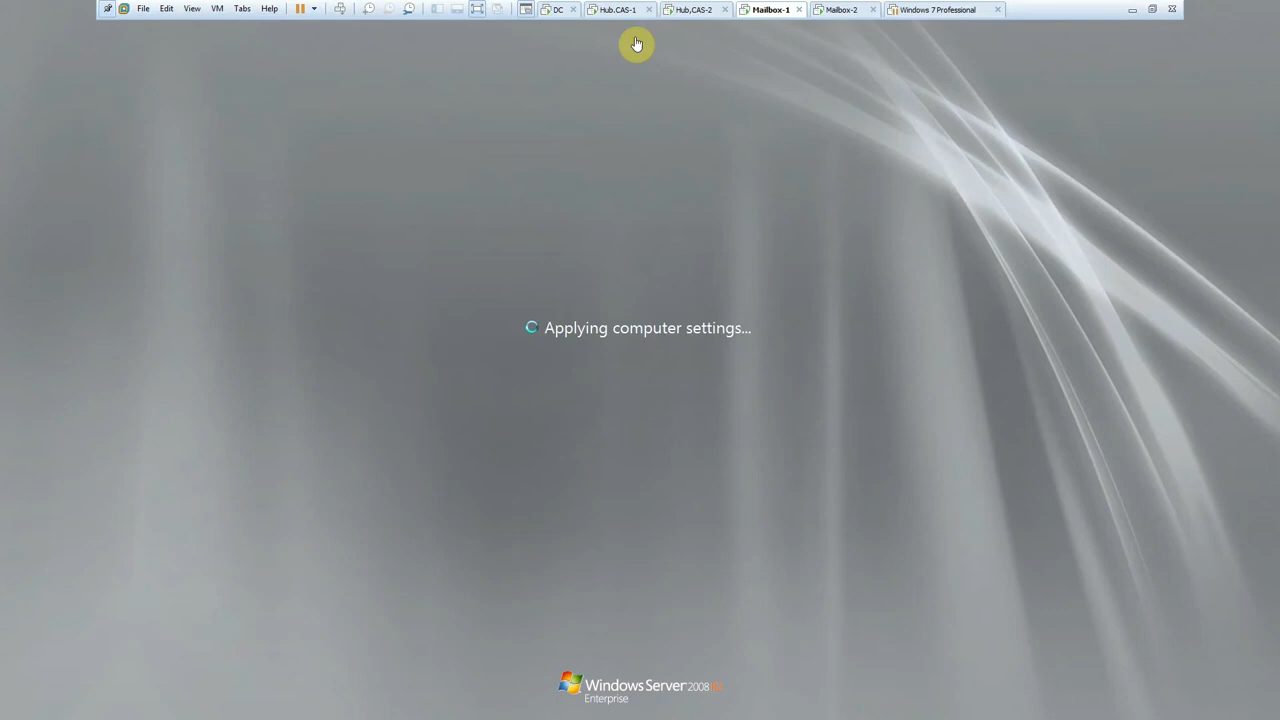 File Edit View VM Tabs Help DC Hub.CAS-1 Hub,CAS-2 Mailbox-1 Mailbox-2 Windows 7 Professional
Applying computer settings...
Windows Server 2008 R2
Enterprise